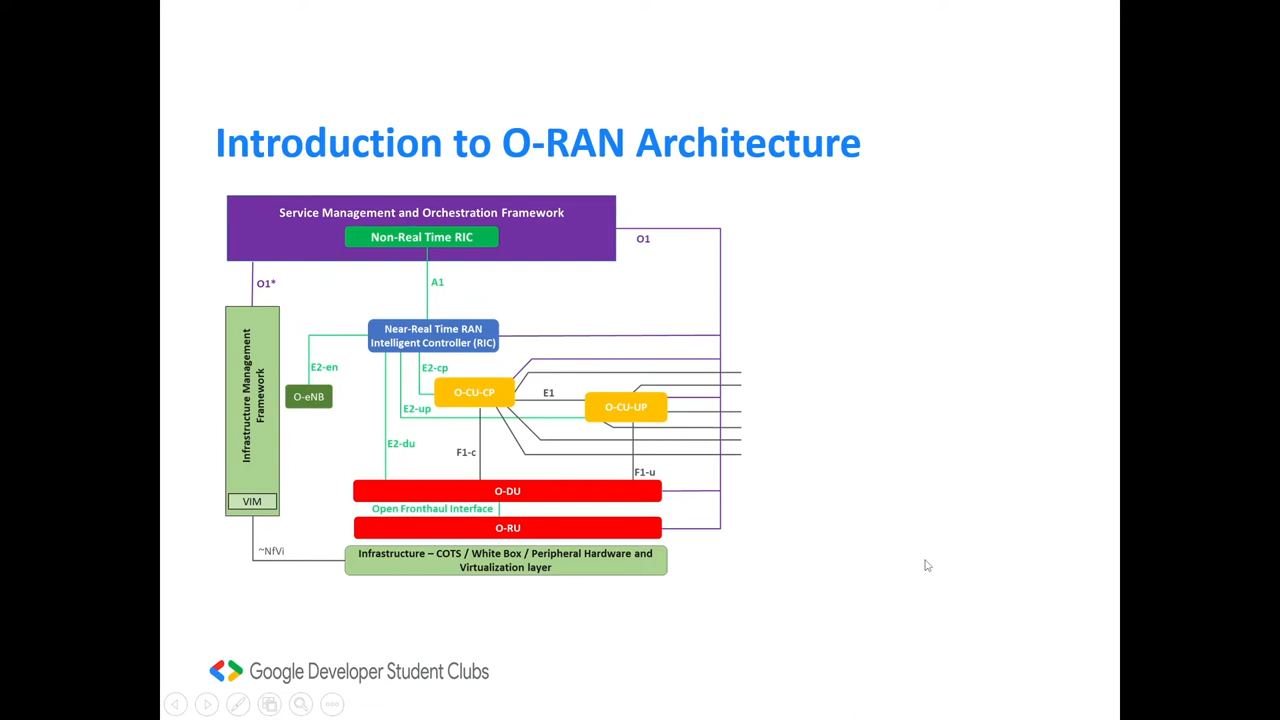 Introduction to O-RAN Architecture
Service Management and Orchestration Framework
Non-Real Time RIC
O1
A1
O1*
Near-Real Time RAN
Intelligent Controller (RIC)
Infrastructure Management
Framework
E2-en
E2-cp
O-eNB
O-CU-CP
E1
O-CU-UP
E2-up
E2-du
F1-c
F1-u
VIM
O-DU
Open Fronthaul Interface
O-RU
~NfVi
Infrastructure – COTS / White Box / Peripheral Hardware and
Virtualization layer
Google Developer Student Clubs